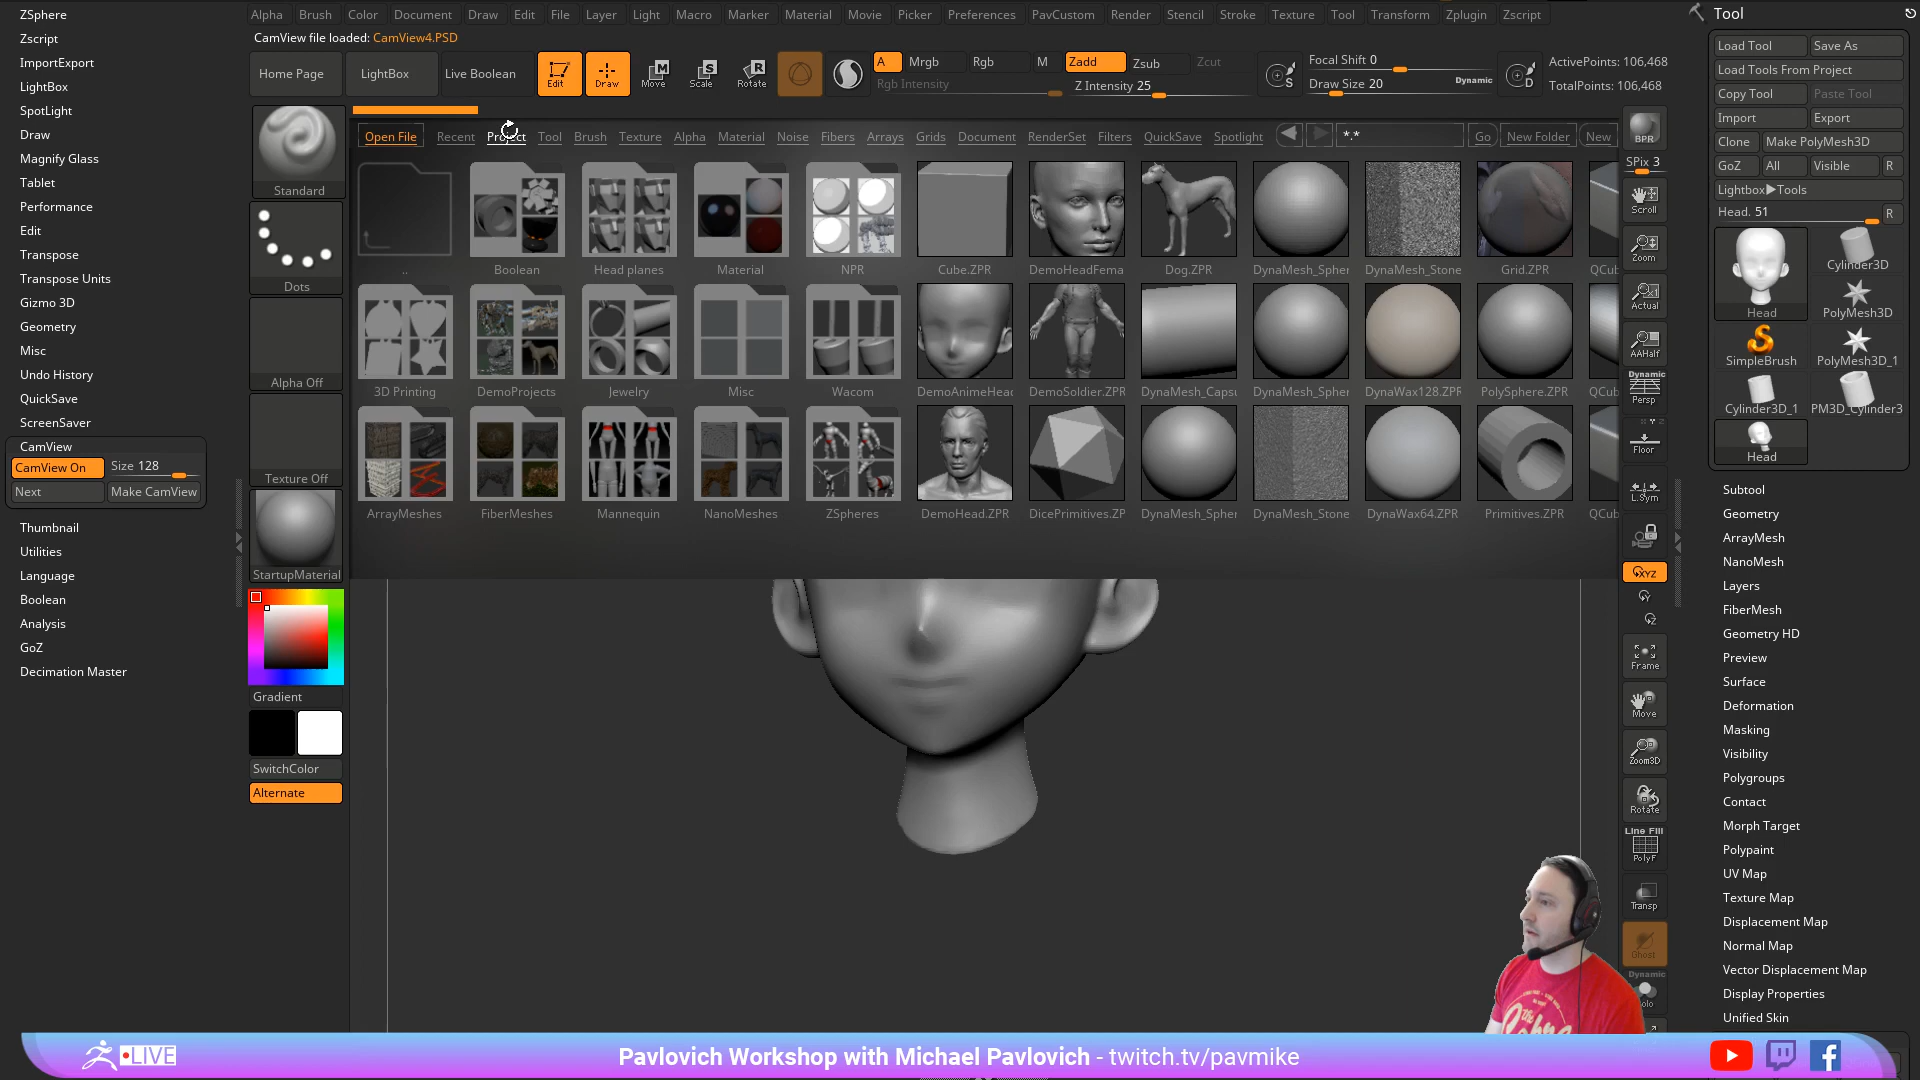 ZSphere
Zscript
ImportExport
LightBox
SpotLight
Draw
Magnify Glass
Tablet
Performance
Edit
Transpose
Transpose Units
Gizmo 3D
Geometry
Misc
Undo History
QuickSave
ScreenSaver
CamView
CamView On Size 128
Next Make CamView
Thumbnail
Utilities
Language
Boolean
Analysis
GoZ
Decimation Master
Alpha Brush Color Document Draw Edit File Layer Light Macro Marker Material Movie Picker Preferences PavCustom Render Stencil Stroke Texture Tool Transform Zplugin Zscript
CamView file loaded: CamView4.PSD
Home Page LightBox Live Boolean Edit Draw Move Scale Rotate
A Mrgb Rgb M Zadd Zsub Zcut
Rgb Intensity Z Intensity 25
Focal Shift 0
Draw Size 20 Dynamic
ActivePoints: 106,468
TotalPoints: 106,468
Standard
Dots
Alpha Off
Texture Off
StartupMaterial
Gradient
SwitchColor
Alternate
Open File Recent Project Tool Brush Texture Alpha Material Noise Fibers Arrays Grids Document RenderSet Filters QuickSave Spotlight *.* Go New Folder New
.. Boolean Head planes Material NPR Cube.ZPR DemoHeadFema Dog.ZPR DynaMesh_Spher DynaMesh_Stone Grid.ZPR QCub
3D Printing DemoProjects Jewelry Misc Wacom DemoAnimeHead DemoSoldier.ZPR DynaMesh_Capsu DynaMesh_Spher DynaWax128.ZPR PolySphere.ZPR QCub
ArrayMeshes FiberMeshes Mannequin NanoMeshes ZSpheres DemoHead.ZPR DicePrimitives.ZP DynaMesh_Spher DynaMesh_Stone DynaWax64.ZPR Primitives.ZPR QCub
BPR
SPix 3
Scroll
Zoom
Actual
AAHalf
Dynamic
Persp
Floor
L.Sym
XYZ
Y
Z
Frame
Move
Zoom3D
Rotate
Line Fill
PolyF
Transp
Ghost
Dynamic
Solo
Tool
Load Tool Save As
Load Tools From Project
Copy Tool Paste Tool
Import Export
Clone Make PolyMesh3D
GoZ All Visible R
Lightbox▶Tools
Head. 51 R
Head Cylinder3D
PolyMesh3D
SimpleBrush PolyMesh3D_1
Cylinder3D_1 PM3D_Cylinder3
Head
Subtool
Geometry
ArrayMesh
NanoMesh
Layers
FiberMesh
Geometry HD
Preview
Surface
Deformation
Masking
Visibility
Polygroups
Contact
Morph Target
Polypaint
UV Map
Texture Map
Displacement Map
Normal Map
Vector Displacement Map
Display Properties
Unified Skin
LIVE
Pavlovich Workshop with Michael Pavlovich - twitch.tv/pavmike